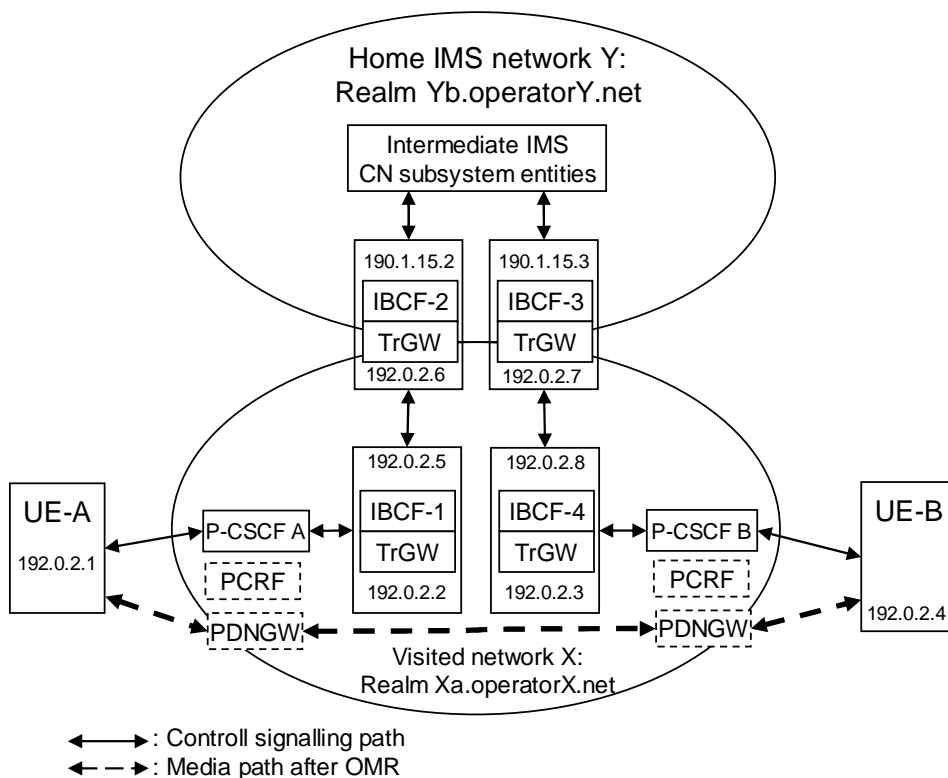 Home IMS network Y:
Realm Yb.operatorY.net
Intermediate IMS
CN subsystem entities
190.1.15.2
IBCF-2
TrGW
192.0.2.6
190.1.15.3
IBCF-3
TrGW
192.0.2.7
UE-A
192.0.2.1
P-CSCF A
PCRF
PDNGW
192.0.2.5
IBCF-1
TrGW
192.0.2.2
192.0.2.8
IBCF-4
TrGW
192.0.2.3
P-CSCF B
PCRF
PDNGW
UE-B
192.0.2.4
Visited network X:
Realm Xa.operatorX.net
: Controll signalling path
: Media path after OMR